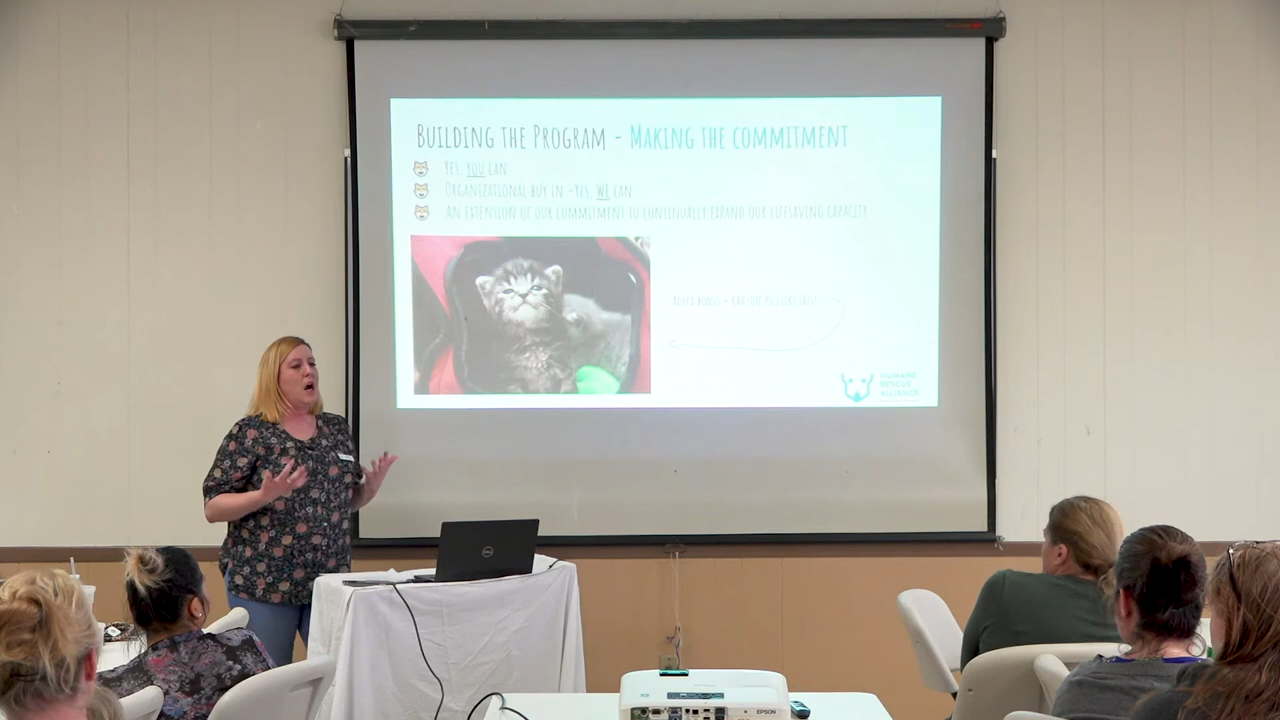 BUILDING THE PROGRAM - MAKING THE COMMITMENT
YES, YOU CAN
ORGANIZATIONAL BUY IN -YES, WE CAN
AN EXTENSION OF OUR COMMITMENT TO CONTINUALLY EXPAND OUR LIFESAVING CAPACITY
HUMANE
RESCUE
ALLIANCE
DELL
EPSON